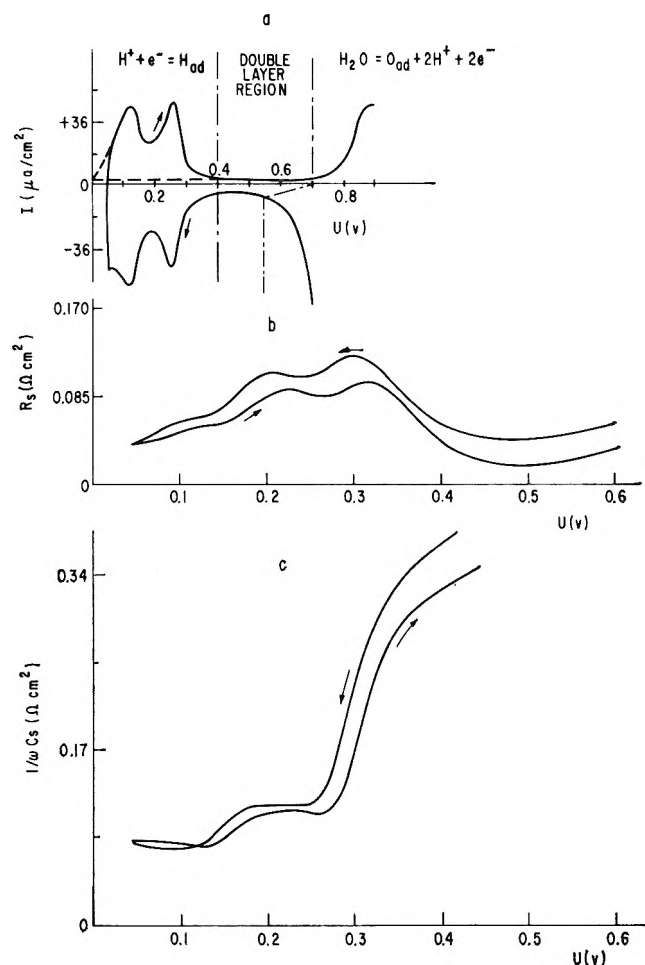 a
H⁺ + e⁻ = H_ad
DOUBLE LAYER REGION
H₂O = O_ad + 2H⁺ + 2e⁻
I (μa/cm²)
+36
0
-36
0.2
0.4
0.6
0.8
U(v)
b
R_s (Ω cm²)
0.170
0.085
0
0.1
0.2
0.3
0.4
0.5
0.6
U(v)
c
1/ω Cs (Ω cm²)
0.34
0.17
0
0.1
0.2
0.3
0.4
0.5
0.6
U(v)